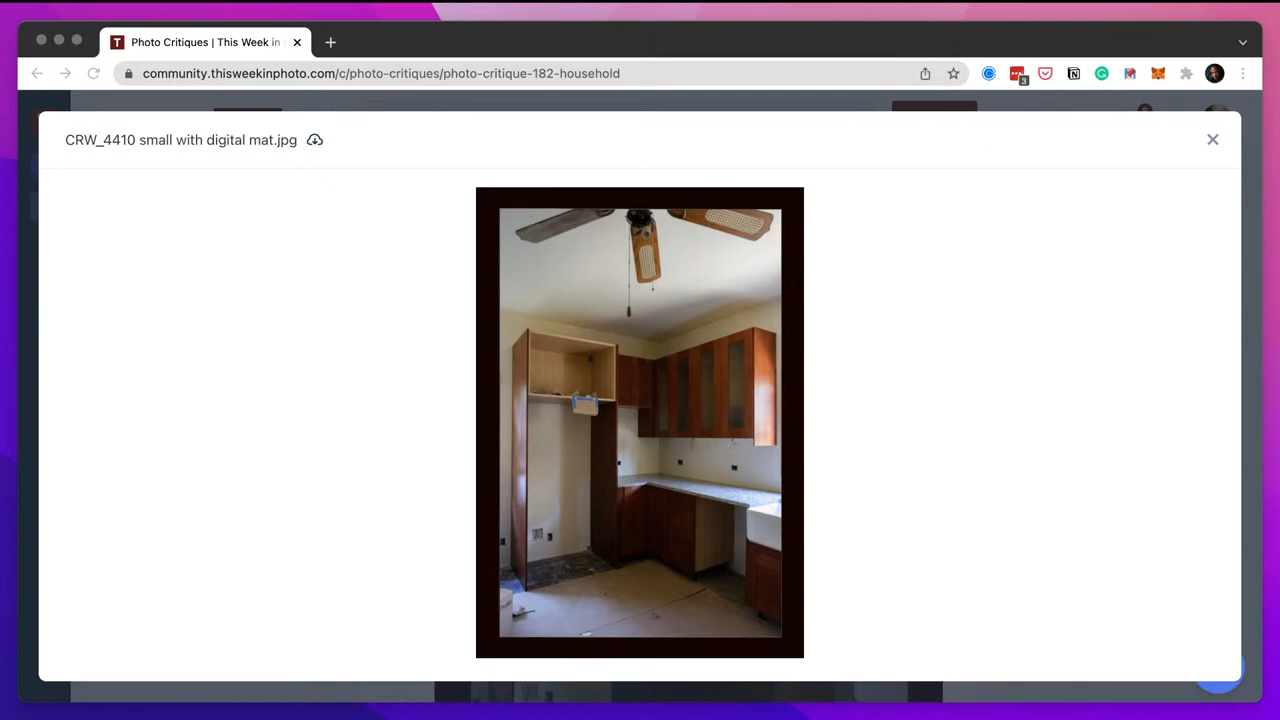 Photo Critiques | This Week in
community.thisweekinphoto.com/c/photo-critiques/photo-critique-182-household
3
CRW_4410 small with digital mat.jpg